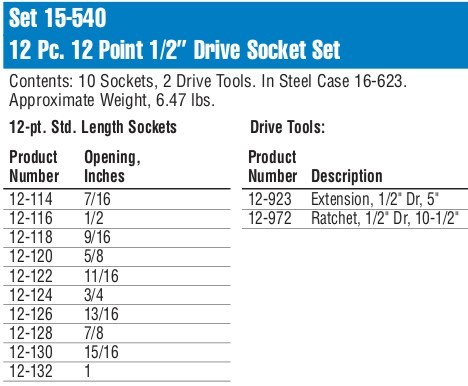 Set 15-540
12 Pc. 12 Point 1/2″ Drive Socket Set
Contents: 10 Sockets, 2 Drive Tools. In Steel Case 16-623.
Approximate Weight, 6.47 lbs.
12-pt. Std. Length Sockets
Product Opening,
Number Inches
12-114 7/16
12-116 1/2
12-118 9/16
12-120 5/8
12-122 11/16
12-124 3/4
12-126 13/16
12-128 7/8
12-130 15/16
12-132 1
Drive Tools:
Product
Number Description
12-923 Extension, 1/2" Dr, 5"
12-972 Ratchet, 1/2" Dr, 10-1/2"